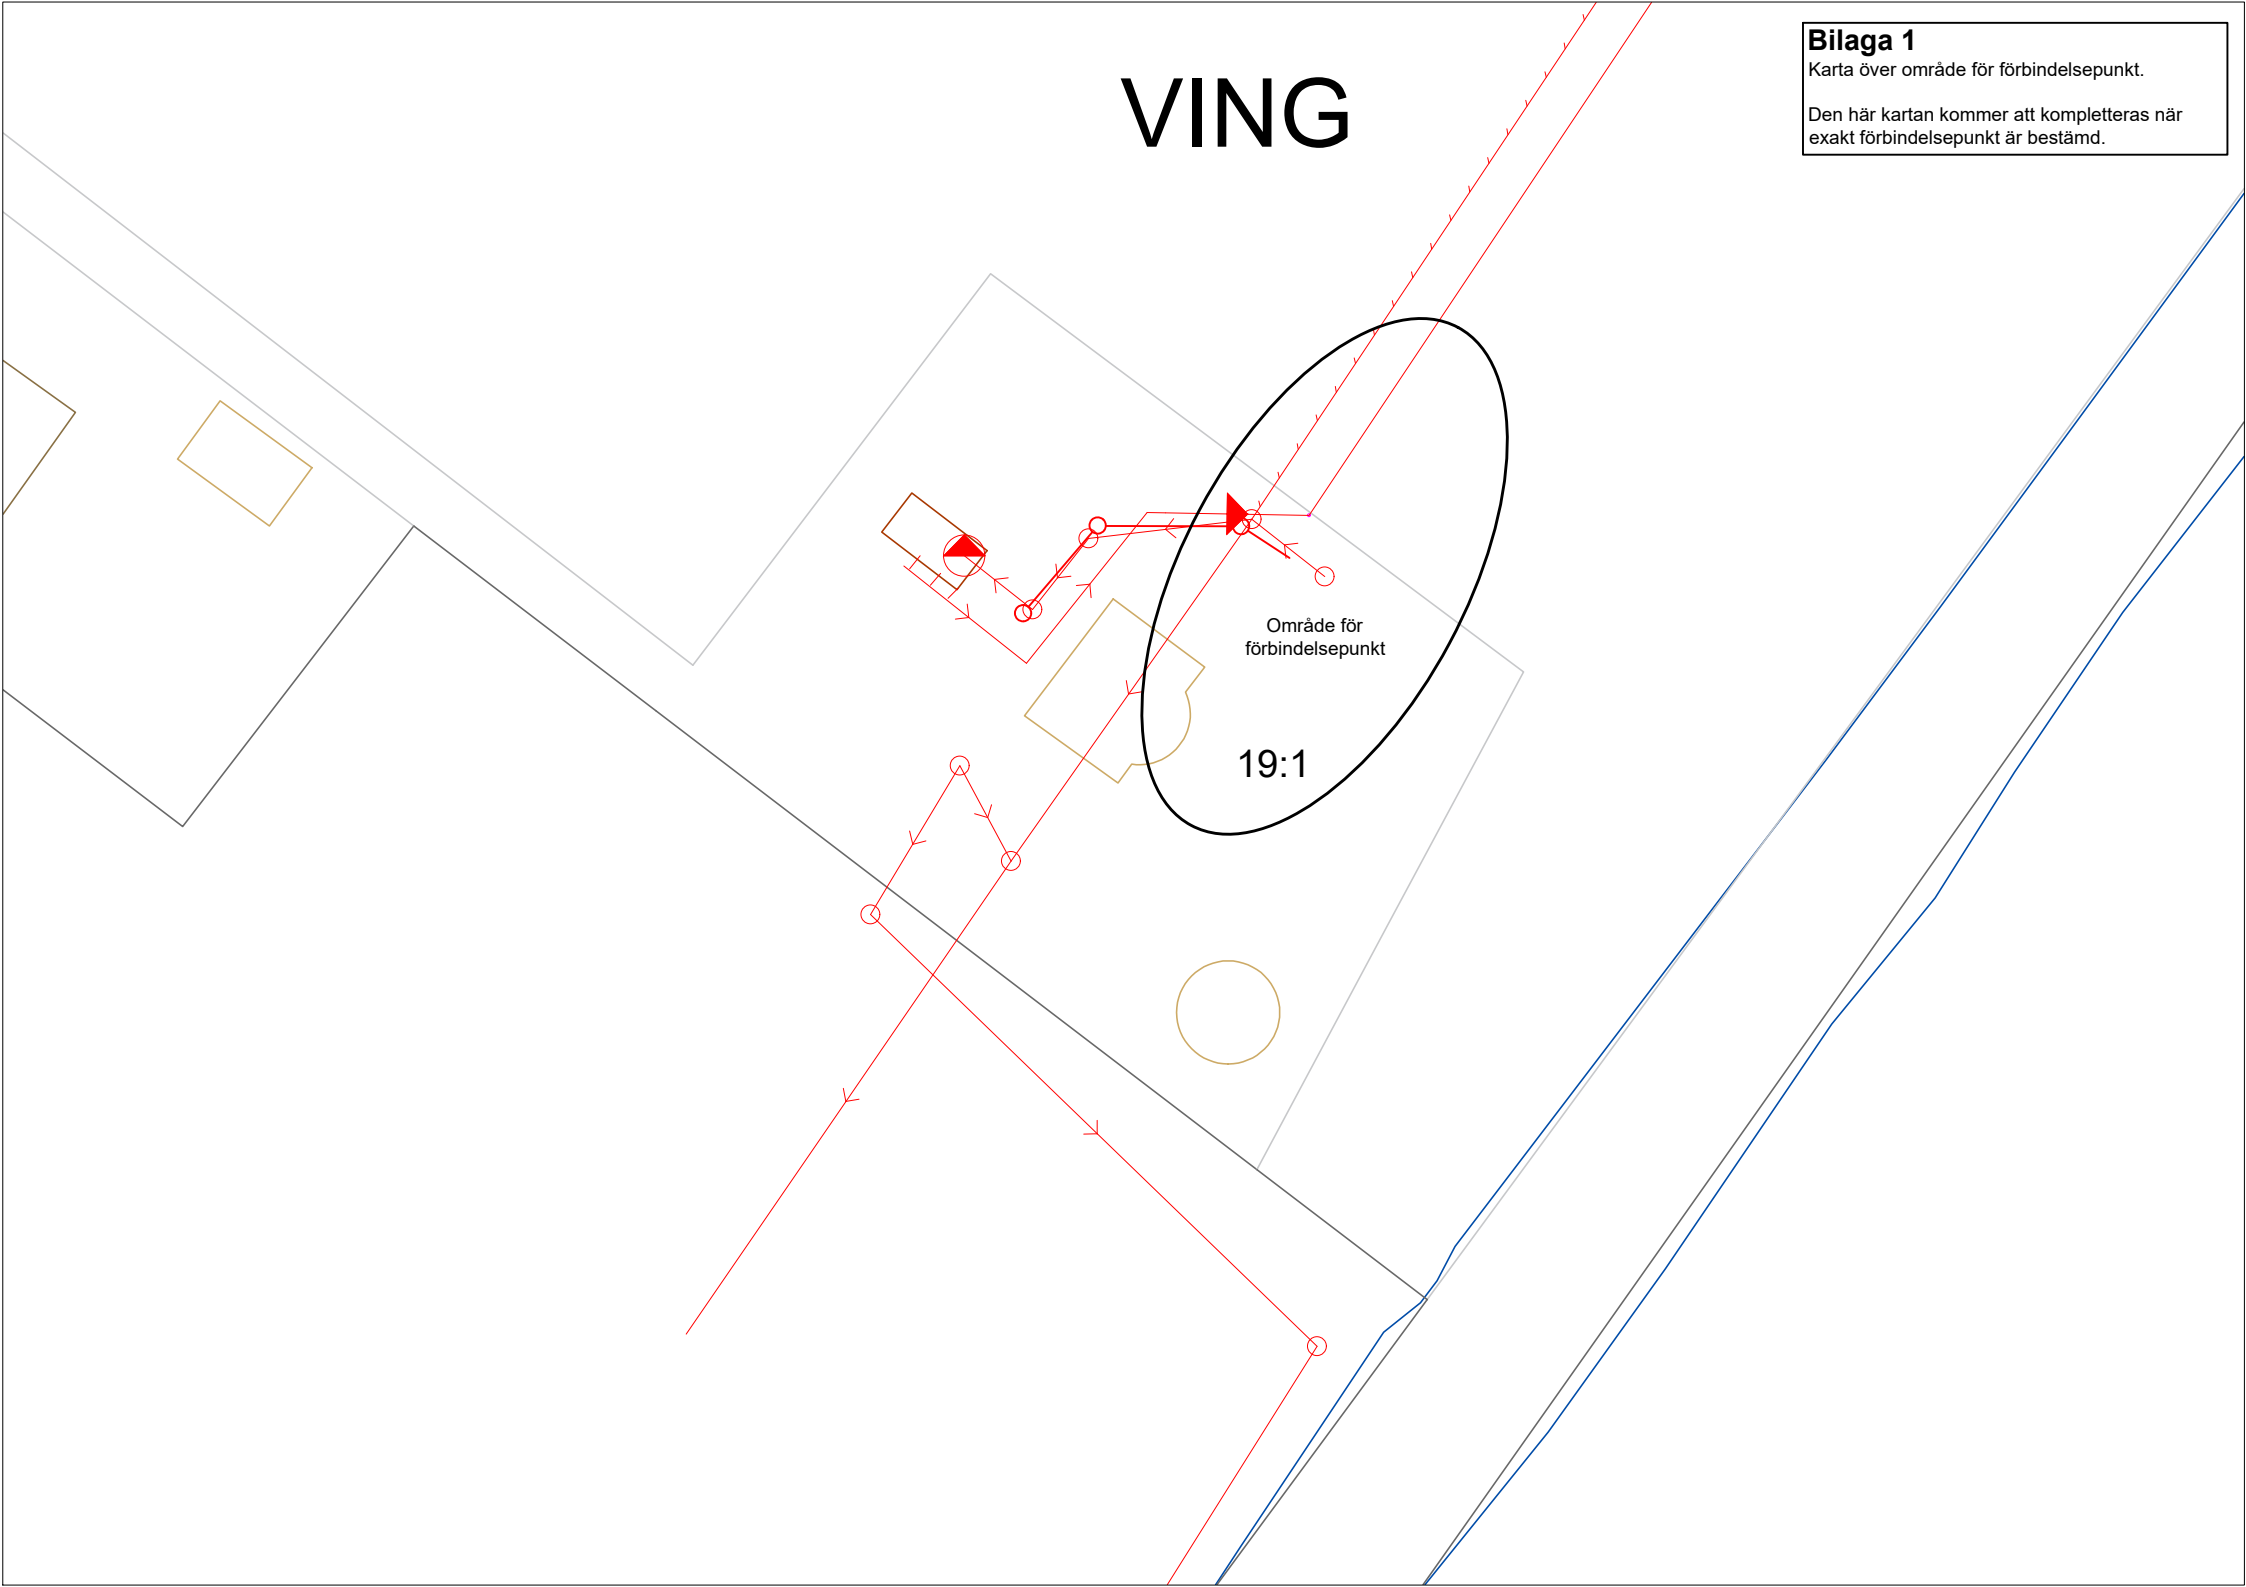 VING
Bilaga 1
Karta över område för förbindelsepunkt.
Den här kartan kommer att kompletteras när
exakt förbindelsepunkt är bestämd.
Område för
förbindelsepunkt
19:1